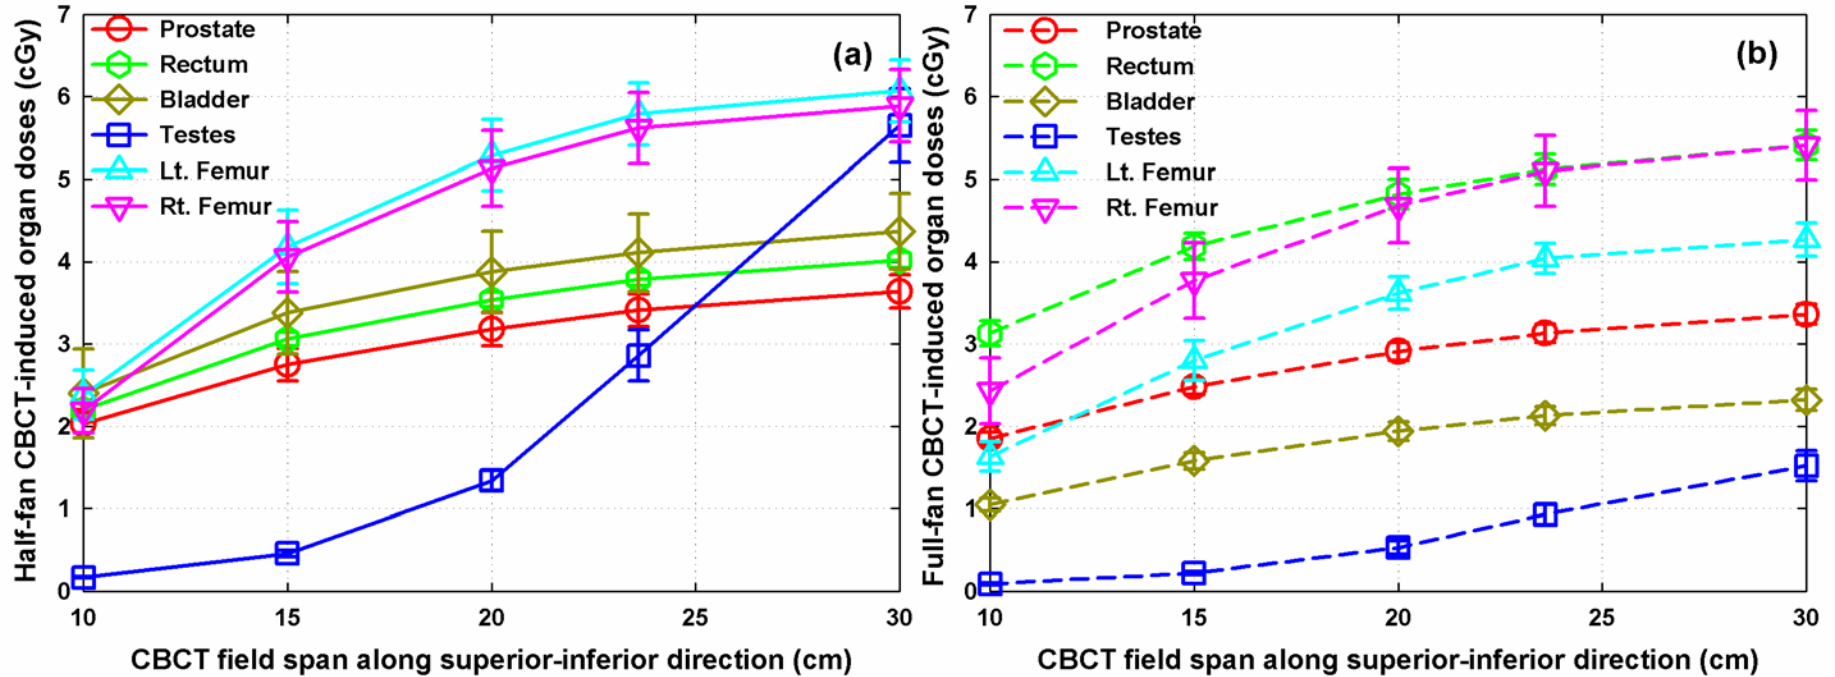 Half-fan CBCT-induced organ doses (cGy)
7
6
5
4
3
2
1
0
Prostate
Rectum
Bladder
Testes
Lt. Femur
Rt. Femur
(a)
10 15 20 25 30
CBCT field span along superior-inferior direction (cm)
Full-fan CBCT-induced organ doses (cGy)
7
6
5
4
3
2
1
0
Prostate
Rectum
Bladder
Testes
Lt. Femur
Rt. Femur
(b)
10 15 20 25 30
CBCT field span along superior-inferior direction (cm)